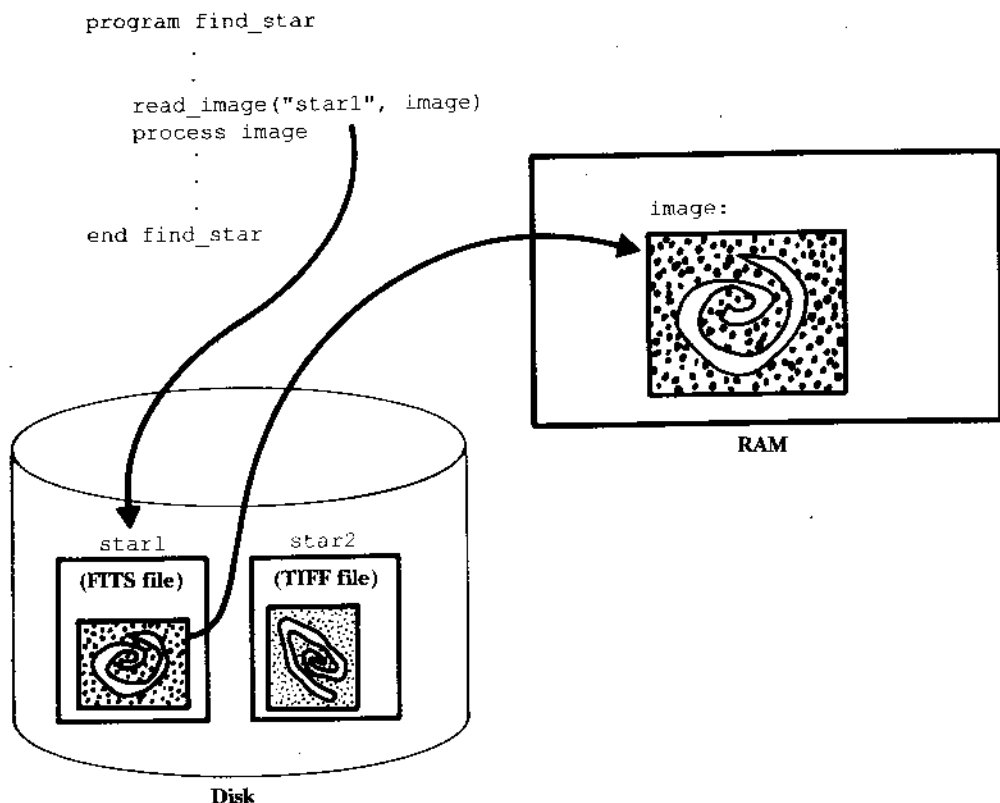 program find_star
.
.
read_image("star1", image)
process image
.
.
.
end find_star
image:
RAM
star1
(FITS file)
star2
(TIFF file)
Disk